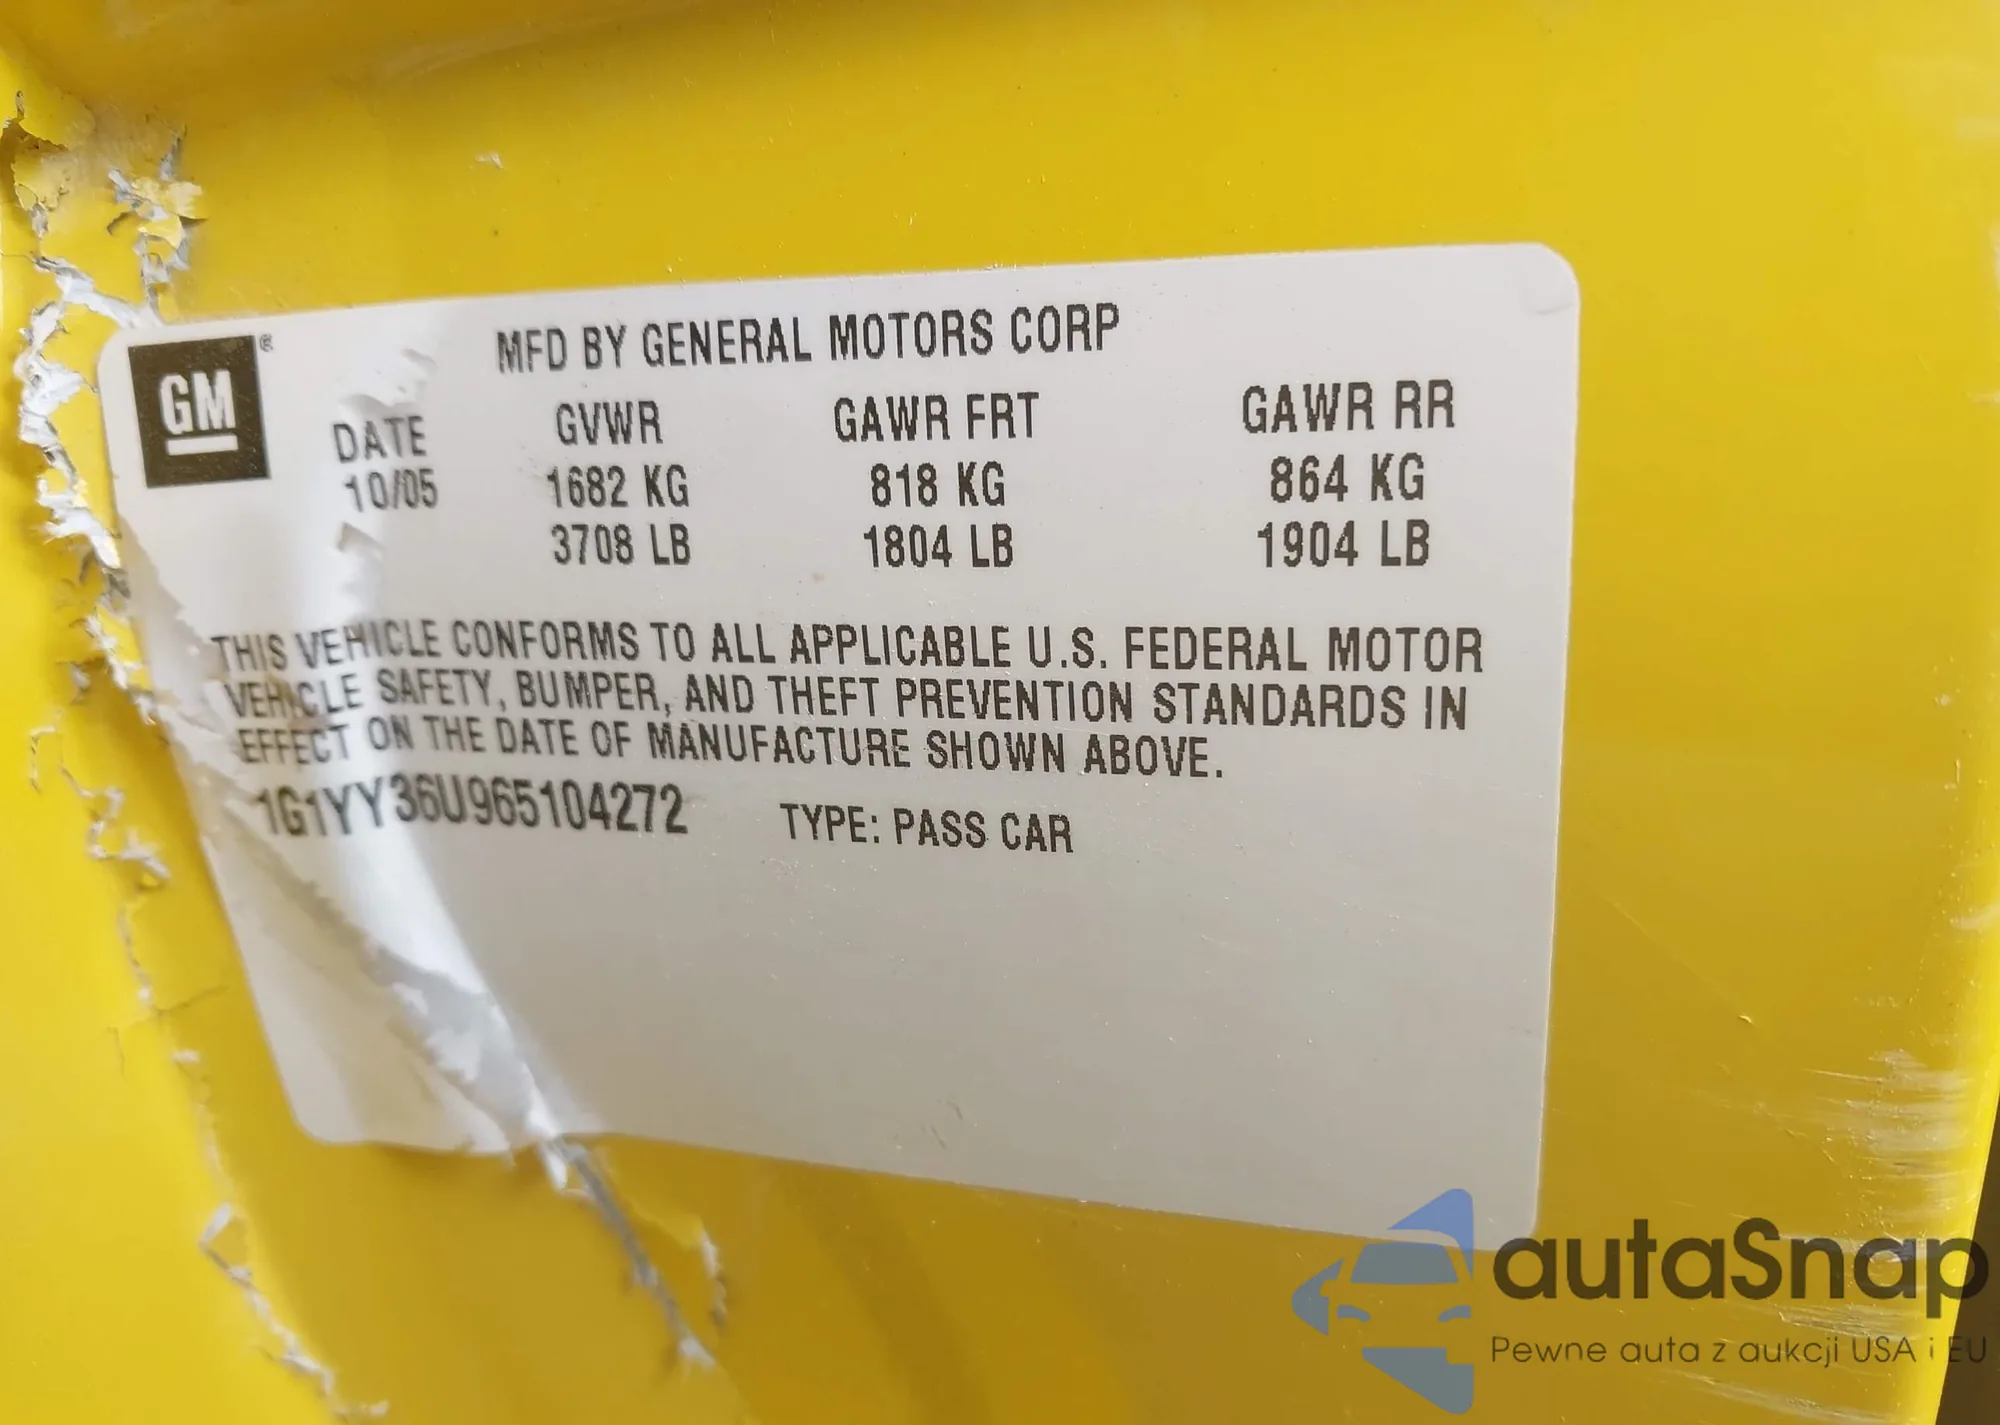 MFD BY GENERAL MOTORS CORP
GM ®
DATE GVWR GAWR FRT GAWR RR
10/05 1682 KG 818 KG 864 KG
3708 LB 1804 LB 1904 LB
THIS VEHICLE CONFORMS TO ALL APPLICABLE U.S. FEDERAL MOTOR
VEHICLE SAFETY, BUMPER, AND THEFT PREVENTION STANDARDS IN
EFFECT ON THE DATE OF MANUFACTURE SHOWN ABOVE.
1G1YY36U965104272 TYPE: PASS CAR
autaSnap
Pewne auta z aukcji USA i EU